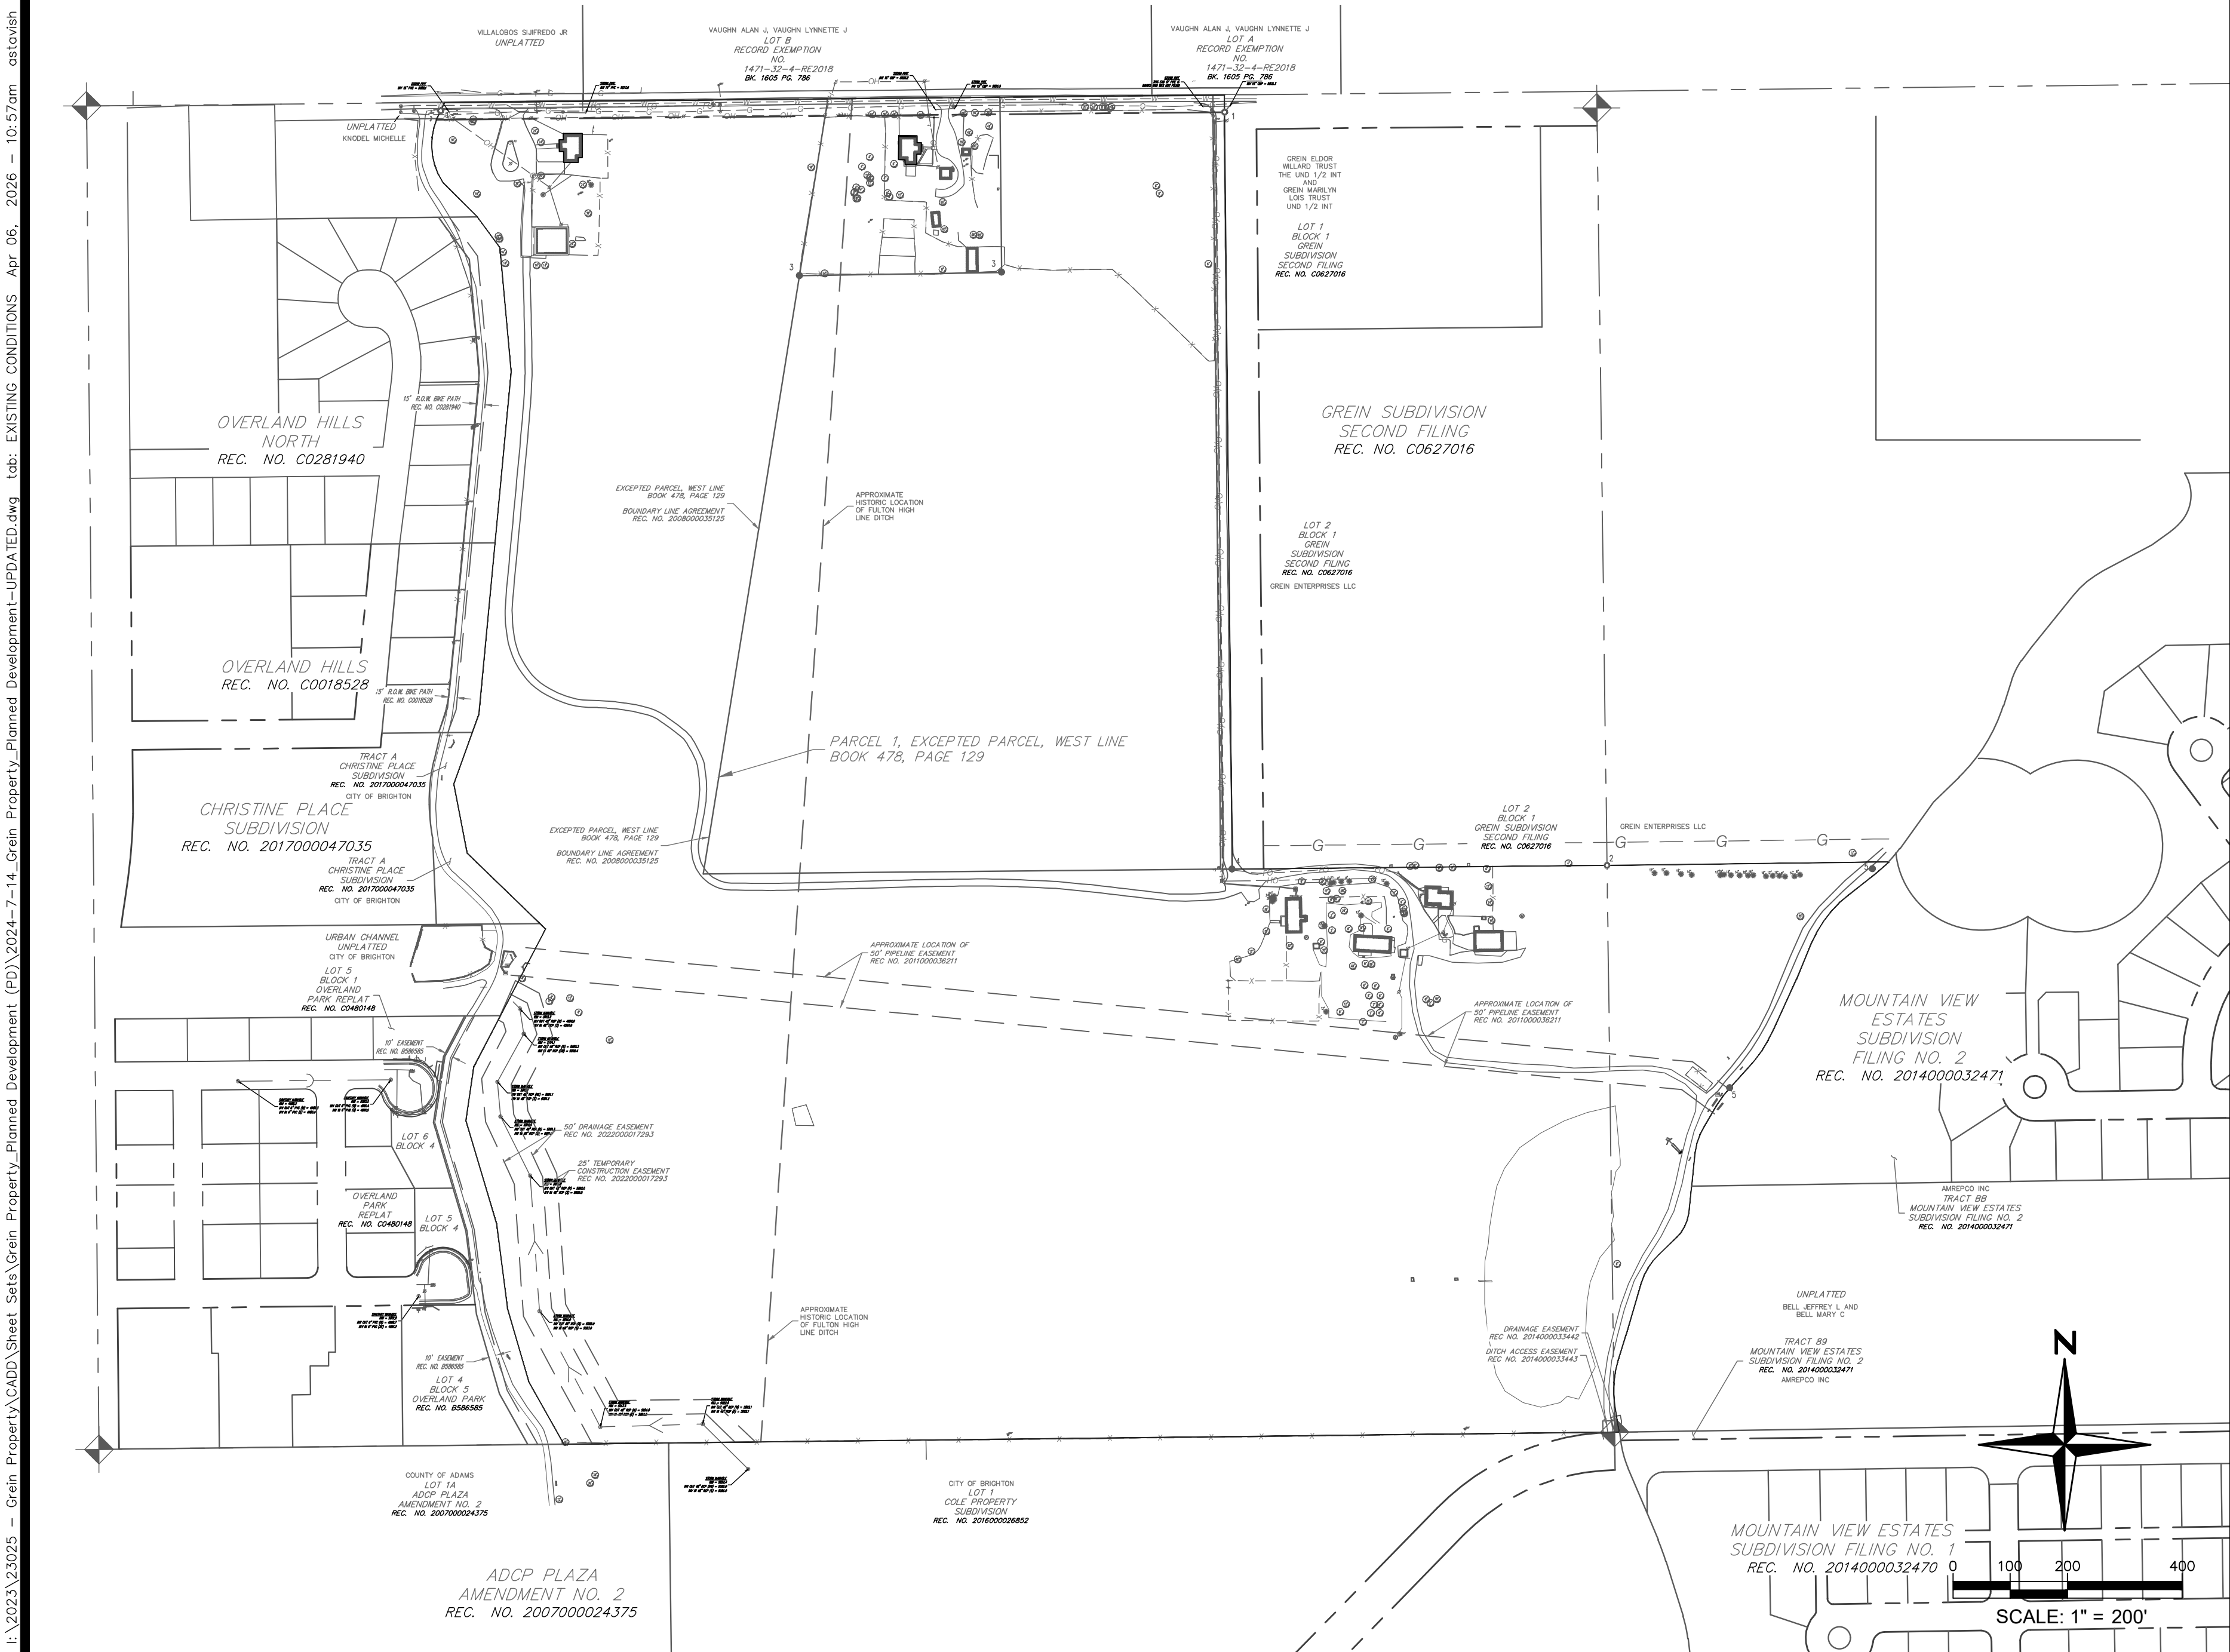 I:\2023\23025 - Grein Property\CADD\Sheet Sets\Grein Property_Planned Development (PD)\2024-7-14_Grein Property_Planned Development-UPDATED.dwg tab: EXISTING CONDITIONS Apr 06, 2026 - 10:57am astavish
VILLALOBOS SIJIFREDO JR
UNPLATTED
VAUGHN ALAN J, VAUGHN LYNNETTE J
LOT B
RECORD EXEMPTION
NO.
1471-32-4-RE2018
BK. 1605 PG. 786
VAUGHN ALAN J, VAUGHN LYNNETTE J
LOT A
RECORD EXEMPTION
NO.
1471-32-4-RE2018
BK. 1605 PG. 786
UNPLATTED
KNODEL MICHELLE
1
3
3
GREIN ELDOR
WILLARD TRUST
THE UND 1/2 INT
AND
GREIN MARILYN
LOIS TRUST
UND 1/2 INT
LOT 1
BLOCK 1
GREIN
SUBDIVISION
SECOND FILING
REC. NO. C0627016
15' R.O.W. BIKE PATH
REC. NO. C0281940
OVERLAND HILLS
NORTH
REC. NO. C0281940
GREIN SUBDIVISION
SECOND FILING
REC. NO. C0627016
EXCEPTED PARCEL, WEST LINE
BOOK 478, PAGE 129
BOUNDARY LINE AGREEMENT
REC. NO. 2008000035125
APPROXIMATE
HISTORIC LOCATION
OF FULTON HIGH
LINE DITCH
LOT 2
BLOCK 1
GREIN
SUBDIVISION
SECOND FILING
REC. NO. C0627016
GREIN ENTERPRISES LLC
OVERLAND HILLS
REC. NO. C0018528
5' R.O.W. BIKE PATH
REC. NO. C0018528
PARCEL 1, EXCEPTED PARCEL, WEST LINE
BOOK 478, PAGE 129
TRACT A
CHRISTINE PLACE
SUBDIVISION
REC. NO. 2017000047035
CITY OF BRIGHTON
CHRISTINE PLACE
SUBDIVISION
REC. NO. 2017000047035
TRACT A
CHRISTINE PLACE
SUBDIVISION
REC. NO. 2017000047035
CITY OF BRIGHTON
EXCEPTED PARCEL, WEST LINE
BOOK 478, PAGE 129
BOUNDARY LINE AGREEMENT
REC. NO. 2008000035125
LOT 2
BLOCK 1
GREIN SUBDIVISION
SECOND FILING
REC. NO. C0627016
GREIN ENTERPRISES LLC
G G G G G
4
2
URBAN CHANNEL
UNPLATTED
CITY OF BRIGHTON
LOT 5
BLOCK 1
OVERLAND
PARK REPLAT
REC. NO. C0480148
APPROXIMATE LOCATION OF
50' PIPELINE EASEMENT
REC NO. 2011000036211
APPROXIMATE LOCATION OF
50' PIPELINE EASEMENT
REC NO. 2011000036211
MOUNTAIN VIEW
ESTATES
SUBDIVISION
FILING NO. 2
REC. NO. 2014000032471
10' EASEMENT
REC. NO. B586585
5
LOT 6
BLOCK 4
50' DRAINAGE EASEMENT
REC NO. 2022000017293
25' TEMPORARY
CONSTRUCTION EASEMENT
REC NO. 2022000017293
OVERLAND
PARK
REPLAT
REC. NO. C0480148
LOT 5
BLOCK 4
AMREPCO INC
TRACT BB
MOUNTAIN VIEW ESTATES
SUBDIVISION FILING NO. 2
REC. NO. 2014000032471
APPROXIMATE
HISTORIC LOCATION
OF FULTON HIGH
LINE DITCH
UNPLATTED
BELL JEFFREY L AND
BELL MARY C
DRAINAGE EASEMENT
REC NO. 2014000033442
DITCH ACCESS EASEMENT
REC NO. 2014000033443
TRACT 89
MOUNTAIN VIEW ESTATES
SUBDIVISION FILING NO. 2
REC. NO. 2014000032471
AMREPCO INC
10' EASEMENT
REC. NO. B586585
LOT 4
BLOCK 5
OVERLAND PARK
REC. NO. B586585
N
COUNTY OF ADAMS
LOT 1A
ADCP PLAZA
AMENDMENT NO. 2
REC. NO. 2007000024375
CITY OF BRIGHTON
LOT 1
COLE PROPERTY
SUBDIVISION
REC. NO. 2016000026852
MOUNTAIN VIEW ESTATES
SUBDIVISION FILING NO. 1
REC. NO. 2014000032470
ADCP PLAZA
AMENDMENT NO. 2
REC. NO. 2007000024375
0 100 200 400
SCALE: 1" = 200'